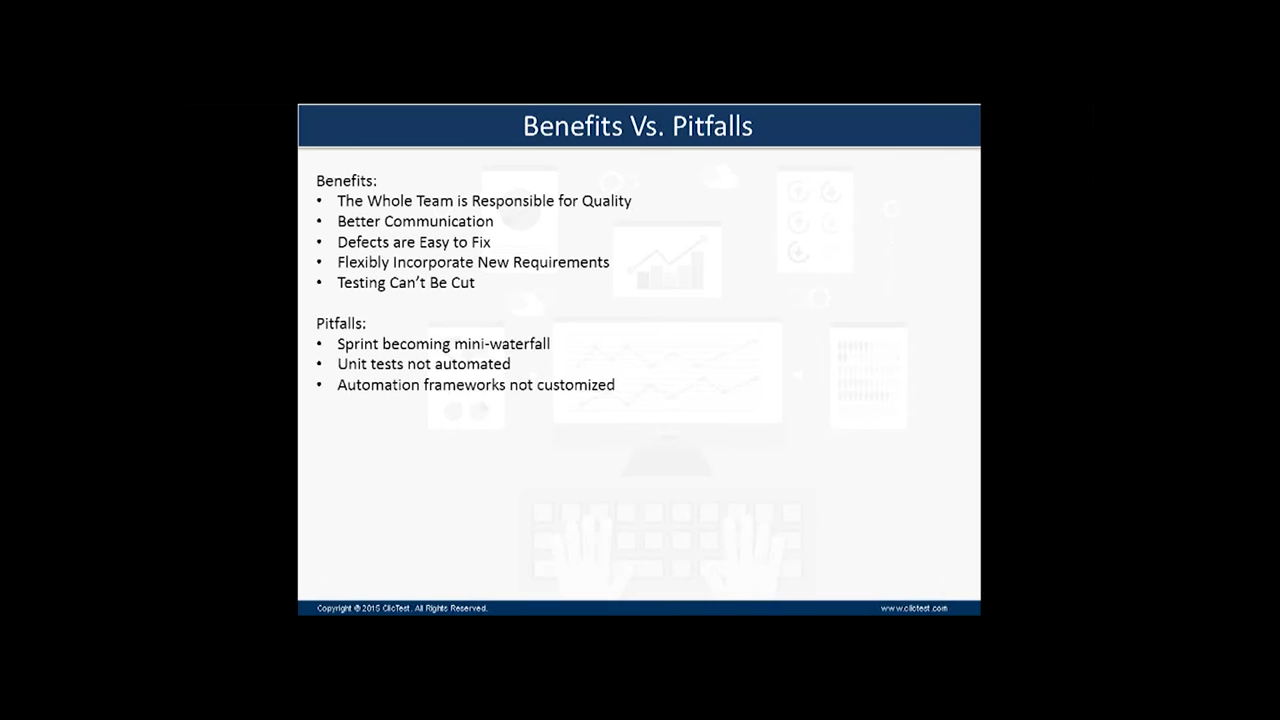 Benefits Vs. Pitfalls
Benefits:
• The Whole Team is Responsible for Quality
• Better Communication
• Defects are Easy to Fix
• Flexibly Incorporate New Requirements
• Testing Can't Be Cut
Pitfalls:
• Sprint becoming mini-waterfall
• Unit tests not automated
• Automation frameworks not customized
Copyright © 2015 ClicTest. All Rights Reserved.
www.clictest.com